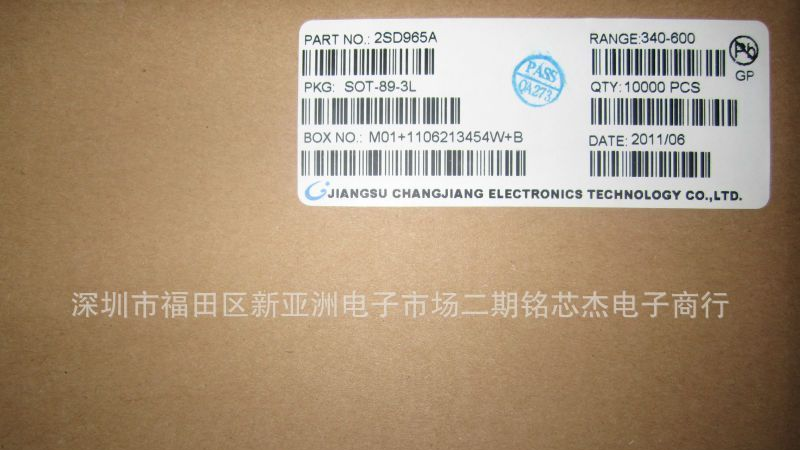 PART NO.: 2SD965A
RANGE:340-600
Pb
GP
PASS
QA273
PKG: SOT-89-3L
QTY:10000 PCS
BOX NO.: M01+1106213454W+B
DATE: 2011/06
JIANGSU CHANGJIANG ELECTRONICS TECHNOLOGY CO.,LTD.
深圳市福田区新亚洲电子市场二期铭芯杰电子商行